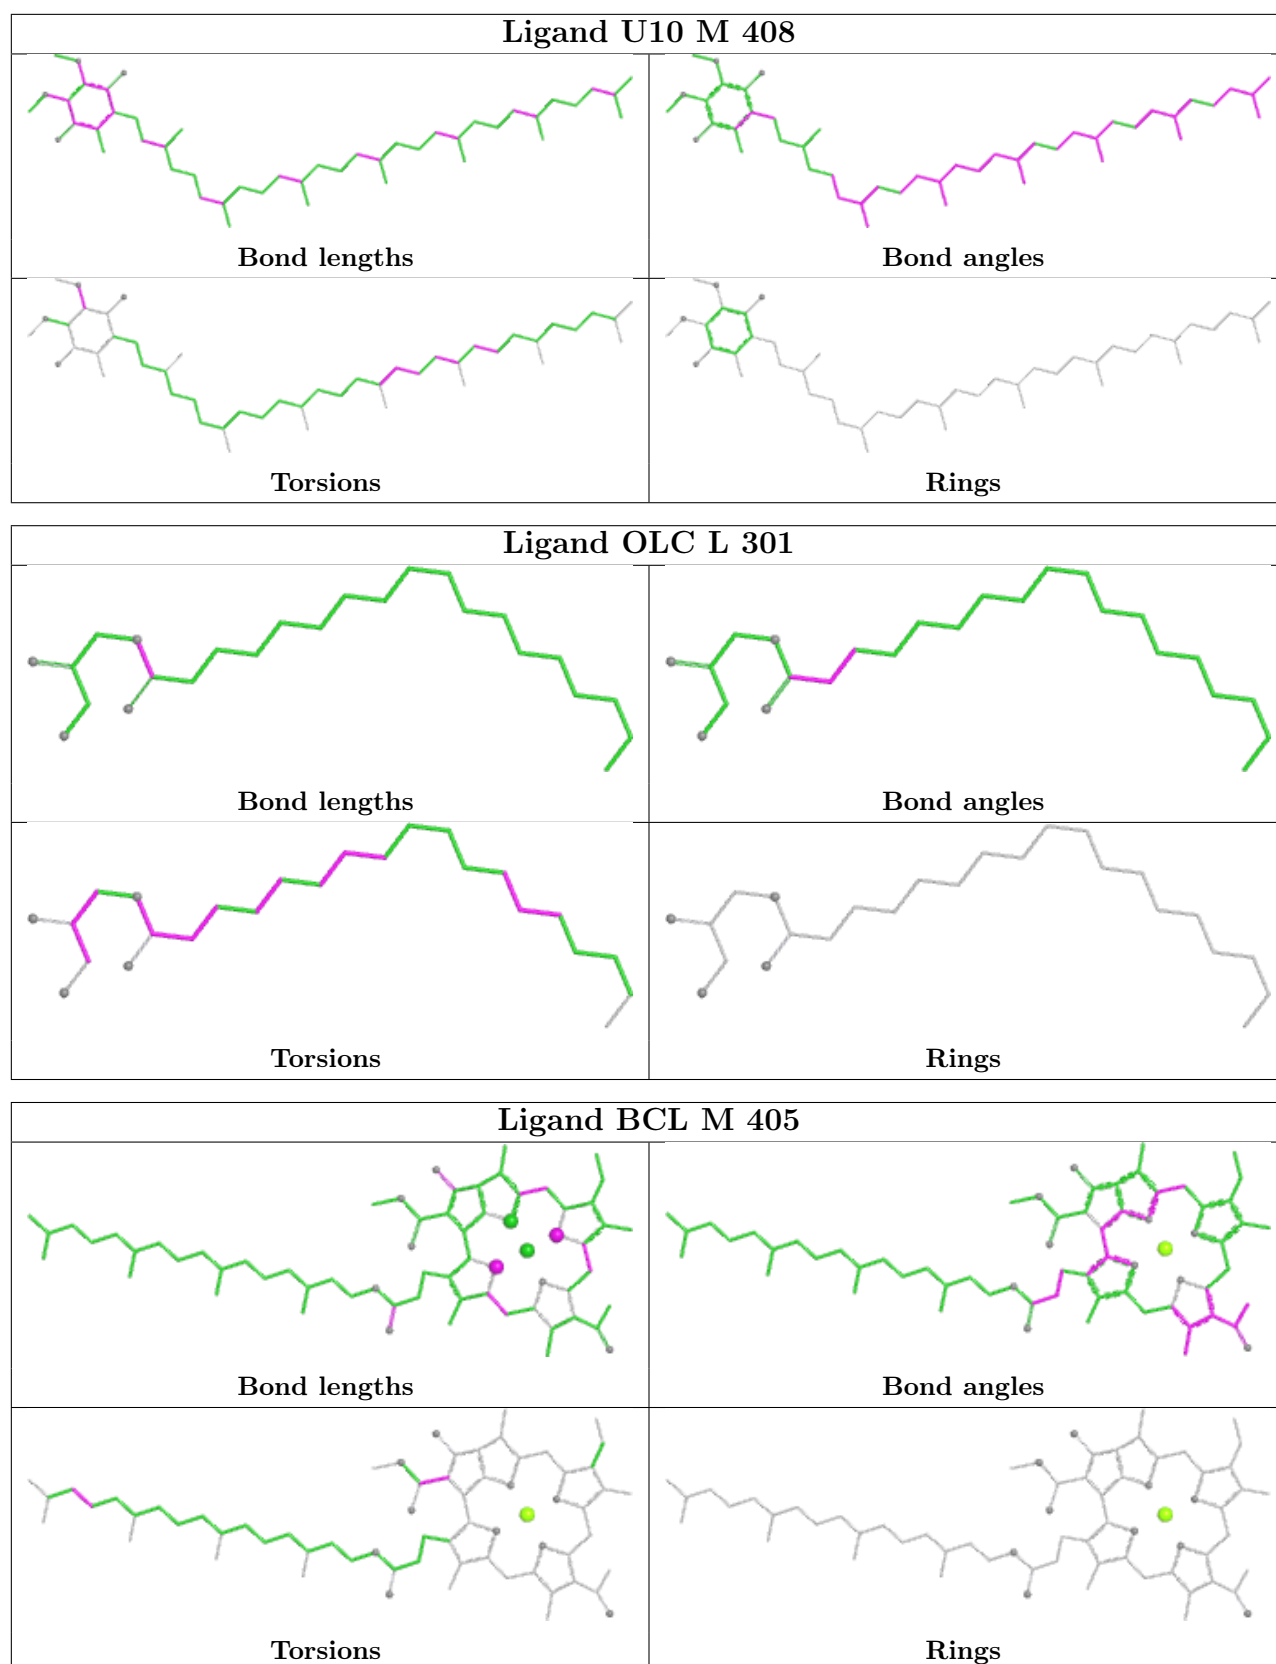 Ligand U10 M 408
Bond lengths
Bond angles
Torsions
Rings
Ligand OLC L 301
Bond lengths
Bond angles
Torsions
Rings
Ligand BCL M 405
Bond lengths
Bond angles
Torsions
Rings